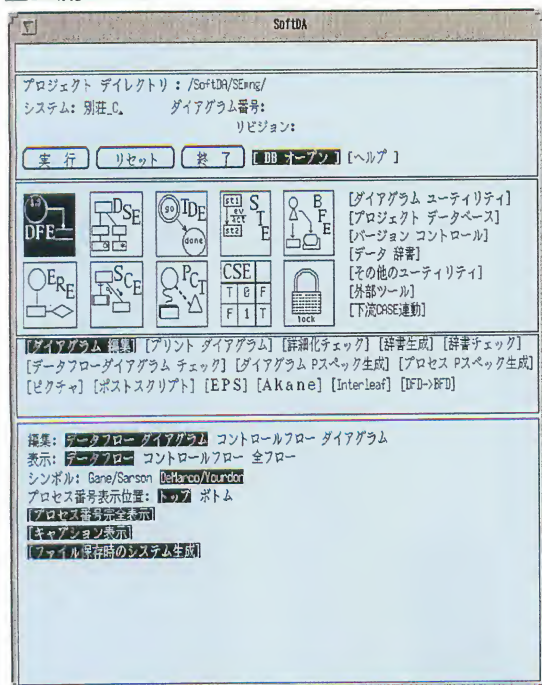 SoftDA
プロジェクト デイレクトリ : /SoftDA/SEmng/
システム: 別荘_C. ダイアグラム番号:
リビジョン:
実 行 リセット 終 了 [ DB オープン ] [ヘルプ ]
DFE DSE TDE STE BFE
go done
st1 ev act st2
ERE SCE PCT CSE
T 0 F
F 1 T
lock
[ダイアグラム ユーティリティ]
[プロジェクト データベース]
[バージョン コントロール]
[データ 辞書]
[その他のユーティリティ]
[外部ツール]
[下流CASE連動]
[ダイアグラム 編集] [プリント ダイアグラム] [詳細化チェック] [辞書生成] [辞書チェック]
[データフローダイアグラム チェック] [ダイアグラム Pスペック生成] [プロセス Pスペック生成]
[ピクチャ] [ポストスクリプト] [EPS] [Akane] [Interleaf] [DFD->BFD]
編集: データフロー ダイアグラム コントロールフロー ダイアグラム
表示: データフロー コントロールフロー 全フロー
シンボル: Gane/Sarson DeMarco/Yourdon
プロセス番号表示位置: トップ ボトム
[プロセス番号完全表示]
[キャプション表示]
[ファイル保存時のシステム生成]